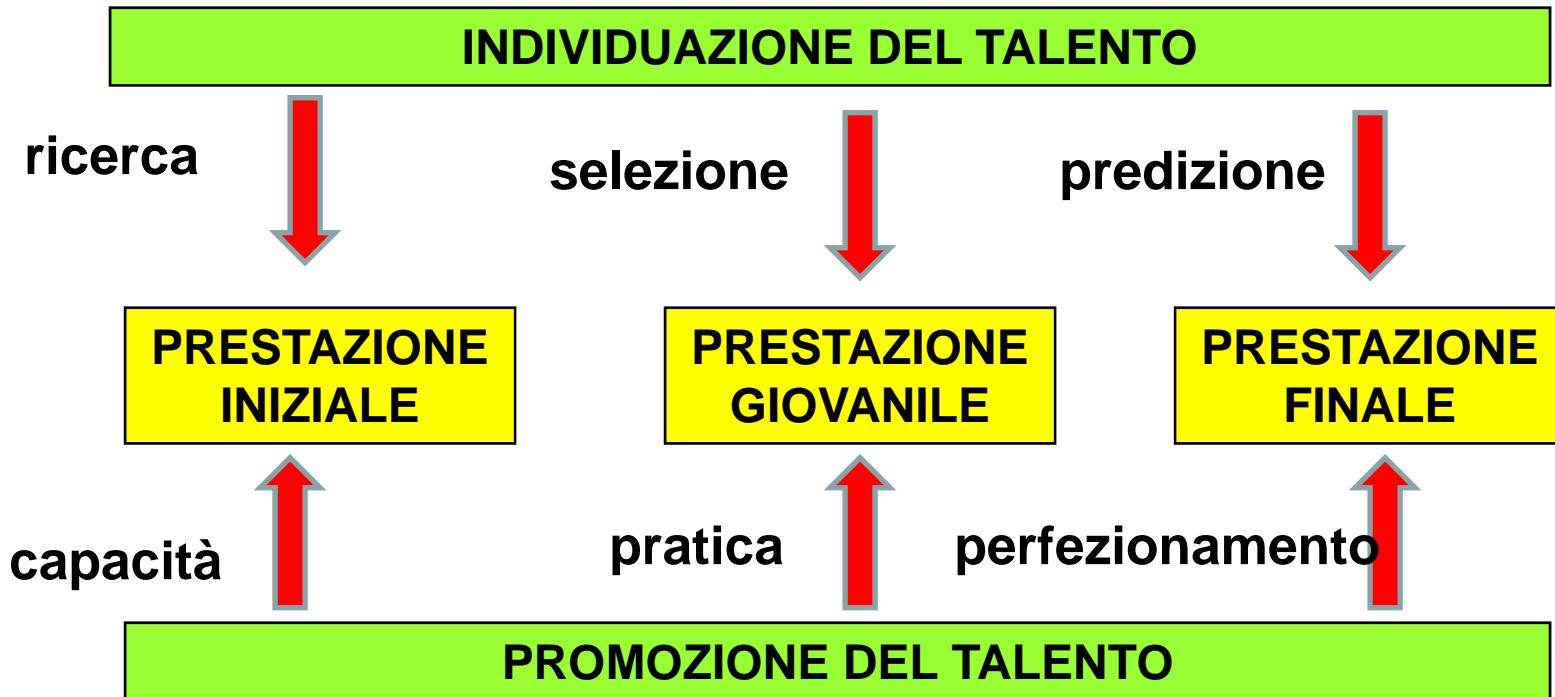 INDIVIDUAZIONE DEL TALENTO
ricerca
selezione
predizione
PRESTAZIONE
INIZIALE
PRESTAZIONE
GIOVANILE
PRESTAZIONE
FINALE
capacità
pratica
perfezionamento
PROMOZIONE DEL TALENTO